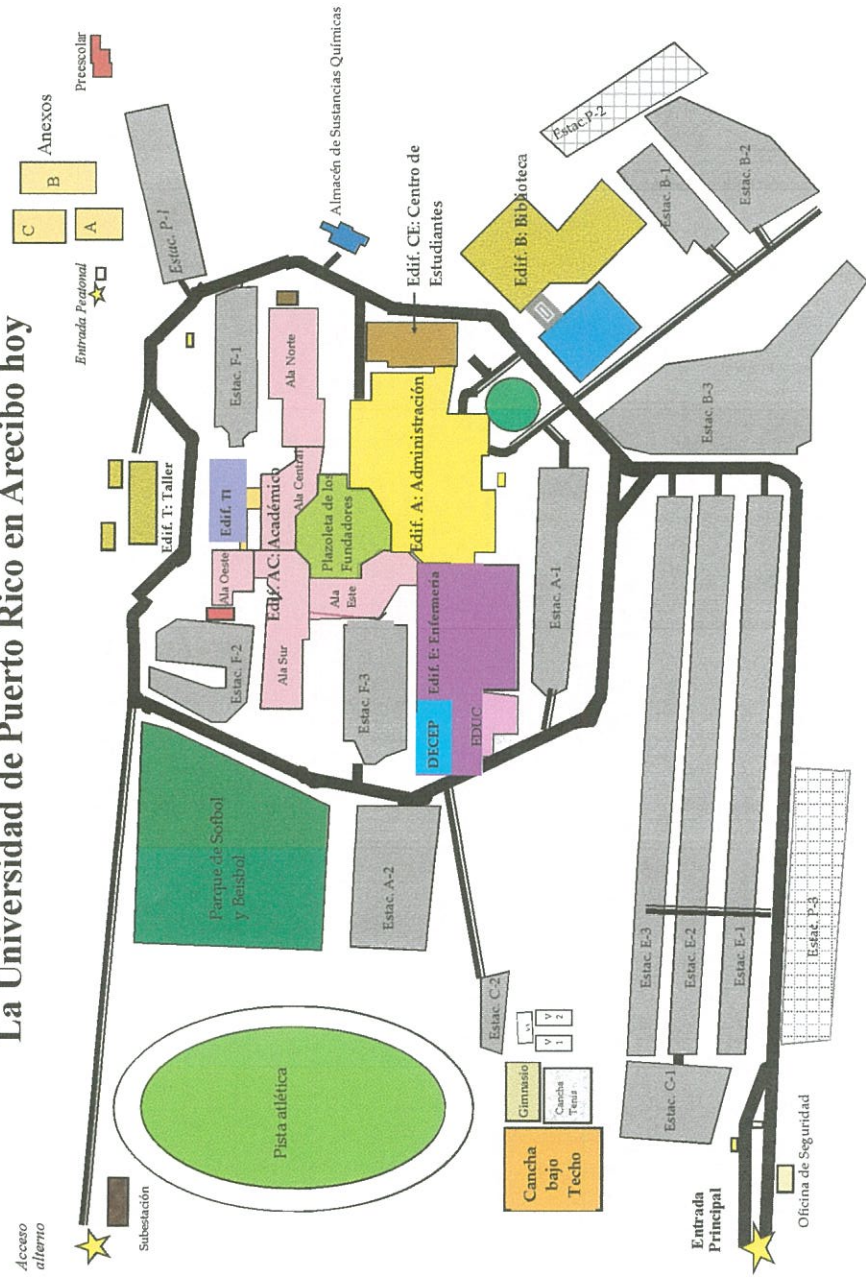 La Universidad de Puerto Rico en Arecibo hoy
Acceso
alterno
Subestación
Pista atlética
Parque de Sofbol
y Beisbol
Estac. A-2
Estac. C-2
V
1
V
2
Gimnasio
Cancha
Tenis
Cancha
bajo
Techo
Entrada
Principal
Oficina de Seguridad
Estac. C-1
Estac. E-3
Estac. E-2
Estac. E-1
Estac. P-3
Estac. F-2
Estac. F-3
Ala Sur
Ala Oeste
Ala
Este
Edif. AC: Académico
Ala Central
Ala Norte
Plazoleta de los
Fundadores
Edif. TI
Edif. T: Taller
Estac. F-1
Estac. P-1
Entrada Peatonal
Anexos
A
B
C
Preescolar
Almacén de Sustancias Químicas
Edif. CE: Centro de
Estudiantes
Edif. A: Administración
Edif. E: Enfermería
DECEP
EDUC
Estac. A-1
Edif. B: Biblioteca
Estac. P-2
Estac. B-1
Estac. B-2
Estac. B-3